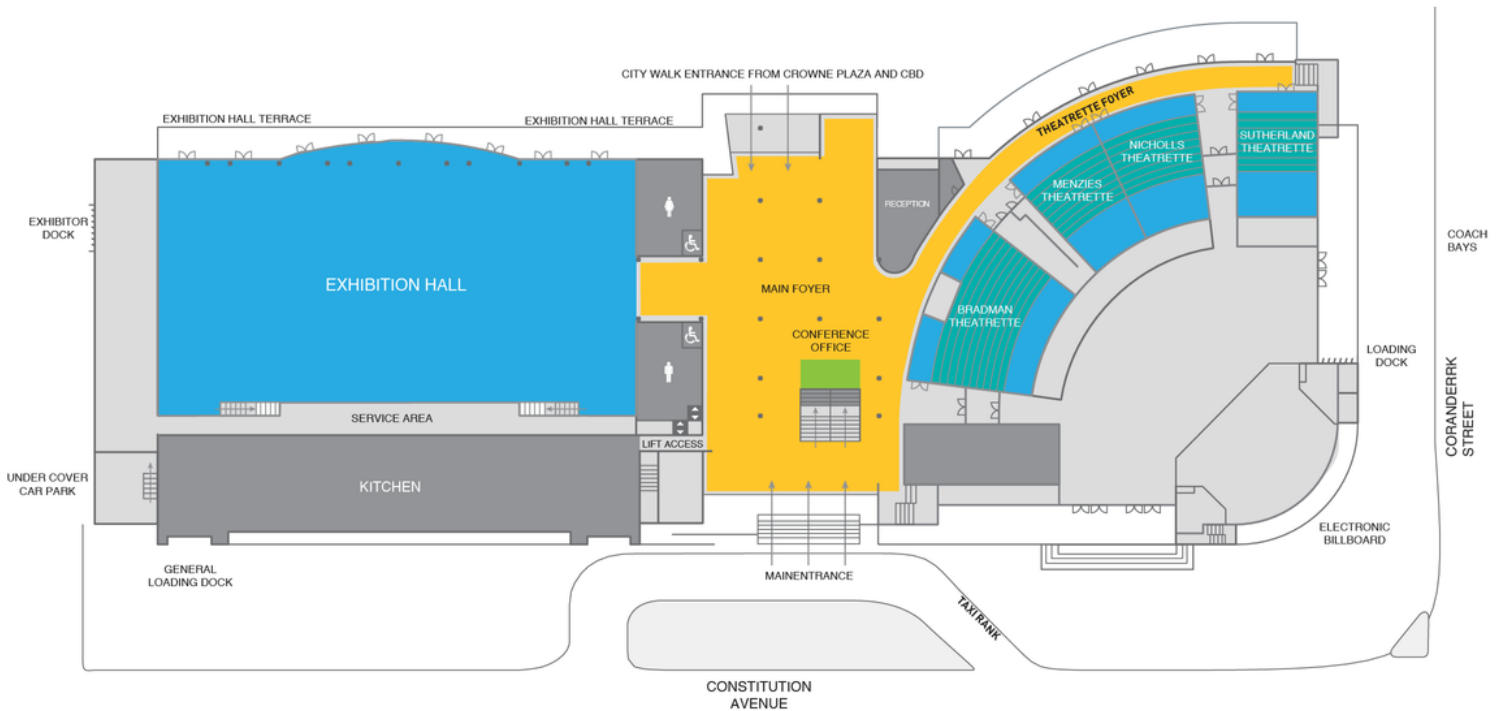 CITY WALK ENTRANCE FROM CROWNE PLAZA AND CBD
EXHIBITION HALL TERRACE
EXHIBITION HALL TERRACE
THEATRETTE FOYER
SUTHERLAND
THEATRETTE
NICHOLLS
THEATRETTE
MENZIES
THEATRETTE
RECEPTION
EXHIBITOR
DOCK
COACH
BAYS
EXHIBITION HALL
MAIN FOYER
BRADMAN
THEATRETTE
CONFERENCE
OFFICE
LOADING
DOCK
CORANDERRK
STREET
SERVICE AREA
LIFT ACCESS
UNDER COVER
CAR PARK
KITCHEN
ELECTRONIC
BILLBOARD
GENERAL
LOADING DOCK
MAINENTRANCE
TAXI RANK
CONSTITUTION
AVENUE